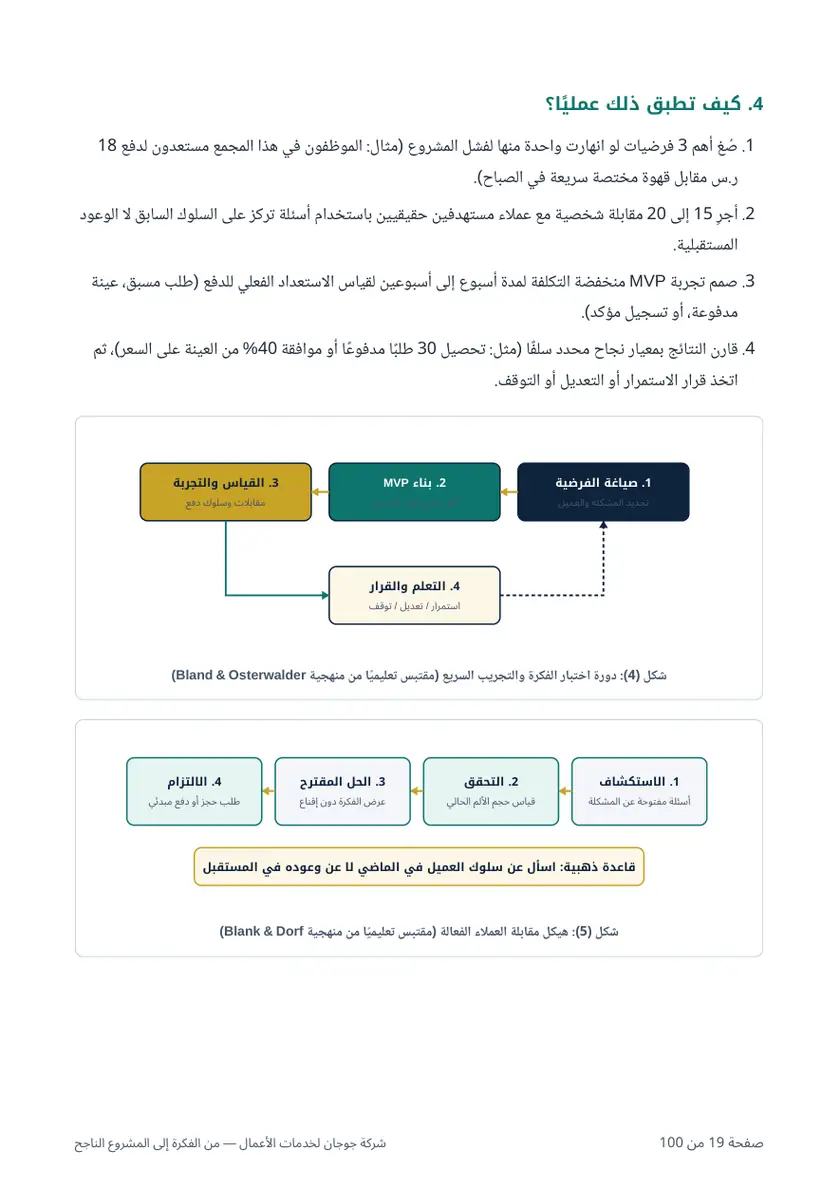 4. كيف تطبق ذلك عمليًا؟
1. صُغ أهم 3 فرضيات لو انهارت واحدة منها لفشل المشروع (مثال: الموظفون في هذا المجمع مستعدون لدفع 18
ر.س مقابل قهوة مختصة سريعة في الصباح).
2. أجرِ 15 إلى 20 مقابلة شخصية مع عملاء مستهدفين حقيقيين باستخدام أسئلة تركز على السلوك السابق لا الوعود
المستقبلية.
3. صمم تجربة MVP منخفضة التكلفة لمدة أسبوع إلى أسبوعين لقياس الاستعداد الفعلي للدفع (طلب مسبق، عينة
مدفوعة، أو تسجيل مؤكد).
4. قارن النتائج بمعيار نجاح محدد سلفًا (مثل: تحصيل 30 طلبًا مدفوعًا أو موافقة 40% من العينة على السعر)، ثم
اتخذ قرار الاستمرار أو التعديل أو التوقف.
1. صياغة الفرضية
تحديد المشكلة والعميل
2. بناء MVP
3. القياس والتجربة
مقابلات وسلوك دفع
4. التعلم والقرار
استمرار / تعديل / توقف
شكل (4): دورة اختبار الفكرة والتجريب السريع (مقتبس تعليميًا من منهجية Bland & Osterwalder)
1. الاستكشاف
أسئلة مفتوحة عن المشكلة
2. التحقق
قياس حجم الألم الحالي
3. الحل المقترح
عرض الفكرة دون إقناع
4. الالتزام
طلب حجز أو دفع مبدئي
قاعدة ذهبية: اسأل عن سلوك العميل في الماضي لا عن وعوده في المستقبل
شكل (5): هيكل مقابلة العملاء الفعالة (مقتبس تعليميًا من منهجية Blank & Dorf)
صفحة 19 من 100
شركة جوجان لخدمات الأعمال — من الفكرة إلى المشروع الناجح